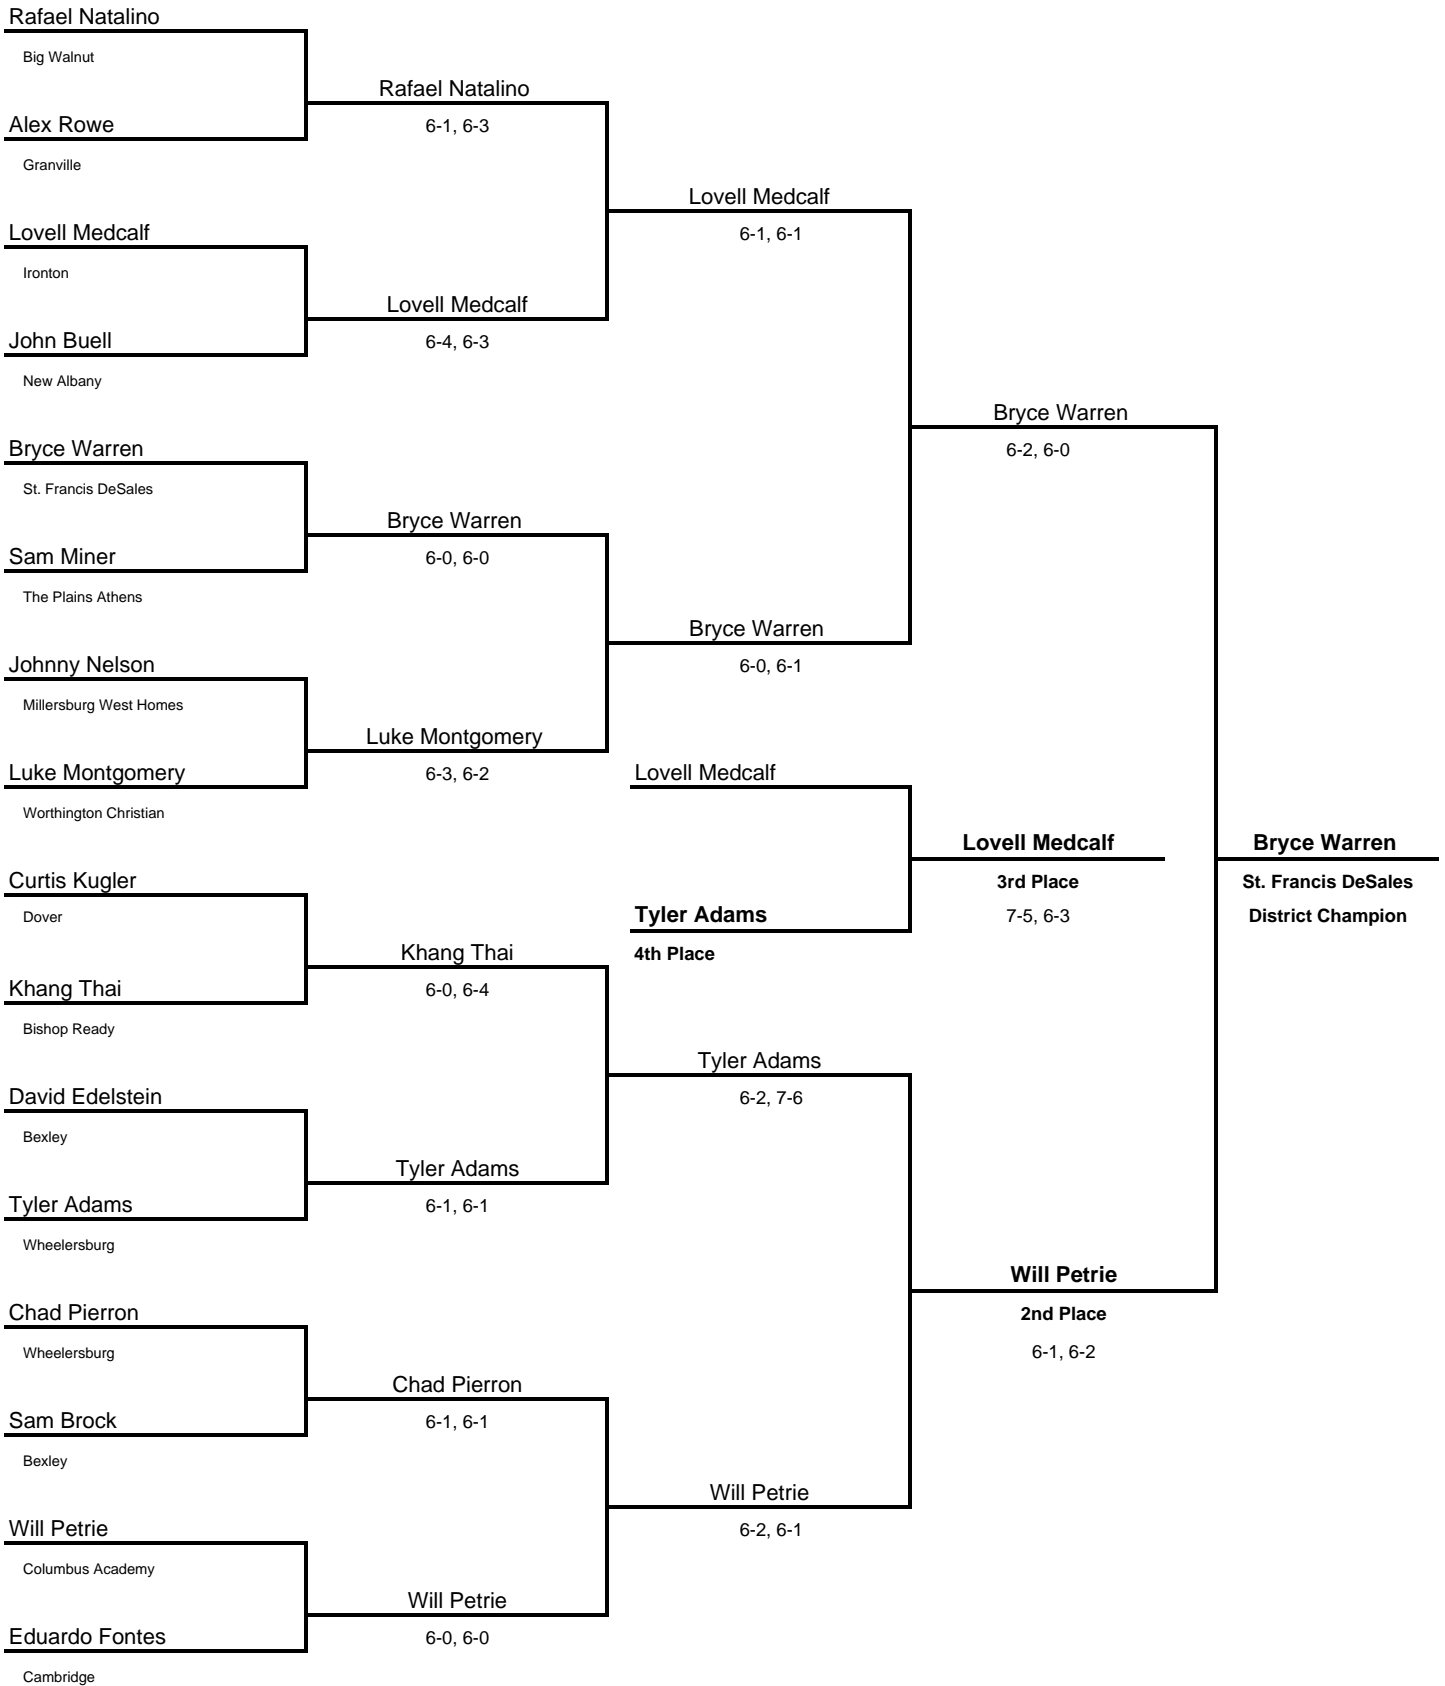 Rafael Natalino
Big Walnut
Rafael Natalino
Alex Rowe
6-1, 6-3
Granville
Lovell Medcalf
Lovell Medcalf
6-1, 6-1
Ironton
Lovell Medcalf
John Buell
6-4, 6-3
New Albany
Bryce Warren
Bryce Warren
6-2, 6-0
St. Francis DeSales
Bryce Warren
Sam Miner
6-0, 6-0
The Plains Athens
Bryce Warren
Johnny Nelson
6-0, 6-1
Millersburg West Homes
Luke Montgomery
Luke Montgomery
6-3, 6-2
Lovell Medcalf
Worthington Christian
Lovell Medcalf
Bryce Warren
Curtis Kugler
3rd Place
St. Francis DeSales
Dover
Tyler Adams
7-5, 6-3
District Champion
Khang Thai
4th Place
Khang Thai
6-0, 6-4
Bishop Ready
Tyler Adams
David Edelstein
6-2, 7-6
Bexley
Tyler Adams
Tyler Adams
6-1, 6-1
Wheelersburg
Will Petrie
Chad Pierron
2nd Place
Wheelersburg
6-1, 6-2
Chad Pierron
Sam Brock
6-1, 6-1
Bexley
Will Petrie
Will Petrie
6-2, 6-1
Columbus Academy
Will Petrie
Eduardo Fontes
6-0, 6-0
Cambridge